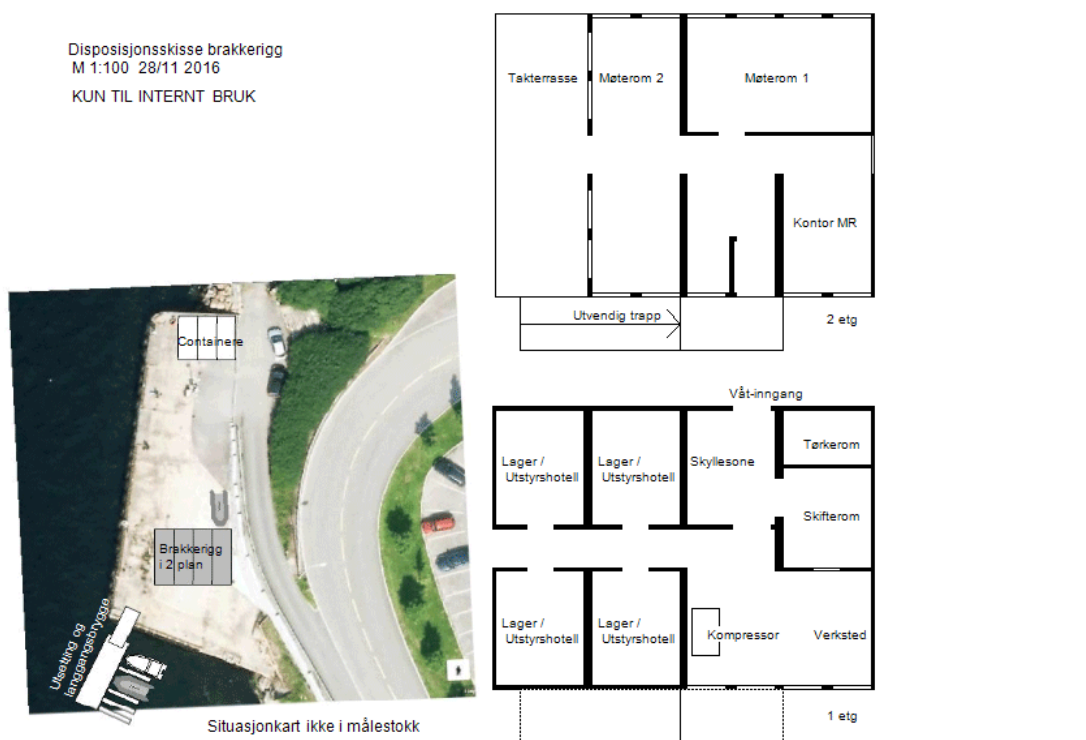 Disposisjonsskisse brakkerigg
M 1:100 28/11 2016
KUN TIL INTERNT BRUK
Takterrasse
Møterom 2
Møterom 1
Kontor MR
Utvendig trapp
2 etg
Containere
Brakkerigg
i 2 plan
Utsetting og
langgangsbrygge
Situasjonkart ikke i målestokk
Våt-inngang
Lager /
Utstyrshotell
Lager /
Utstyrshotell
Skyllesone
Tørkerom
Skifterom
Lager /
Utstyrshotell
Lager /
Utstyrshotell
Kompressor
Verksted
1 etg